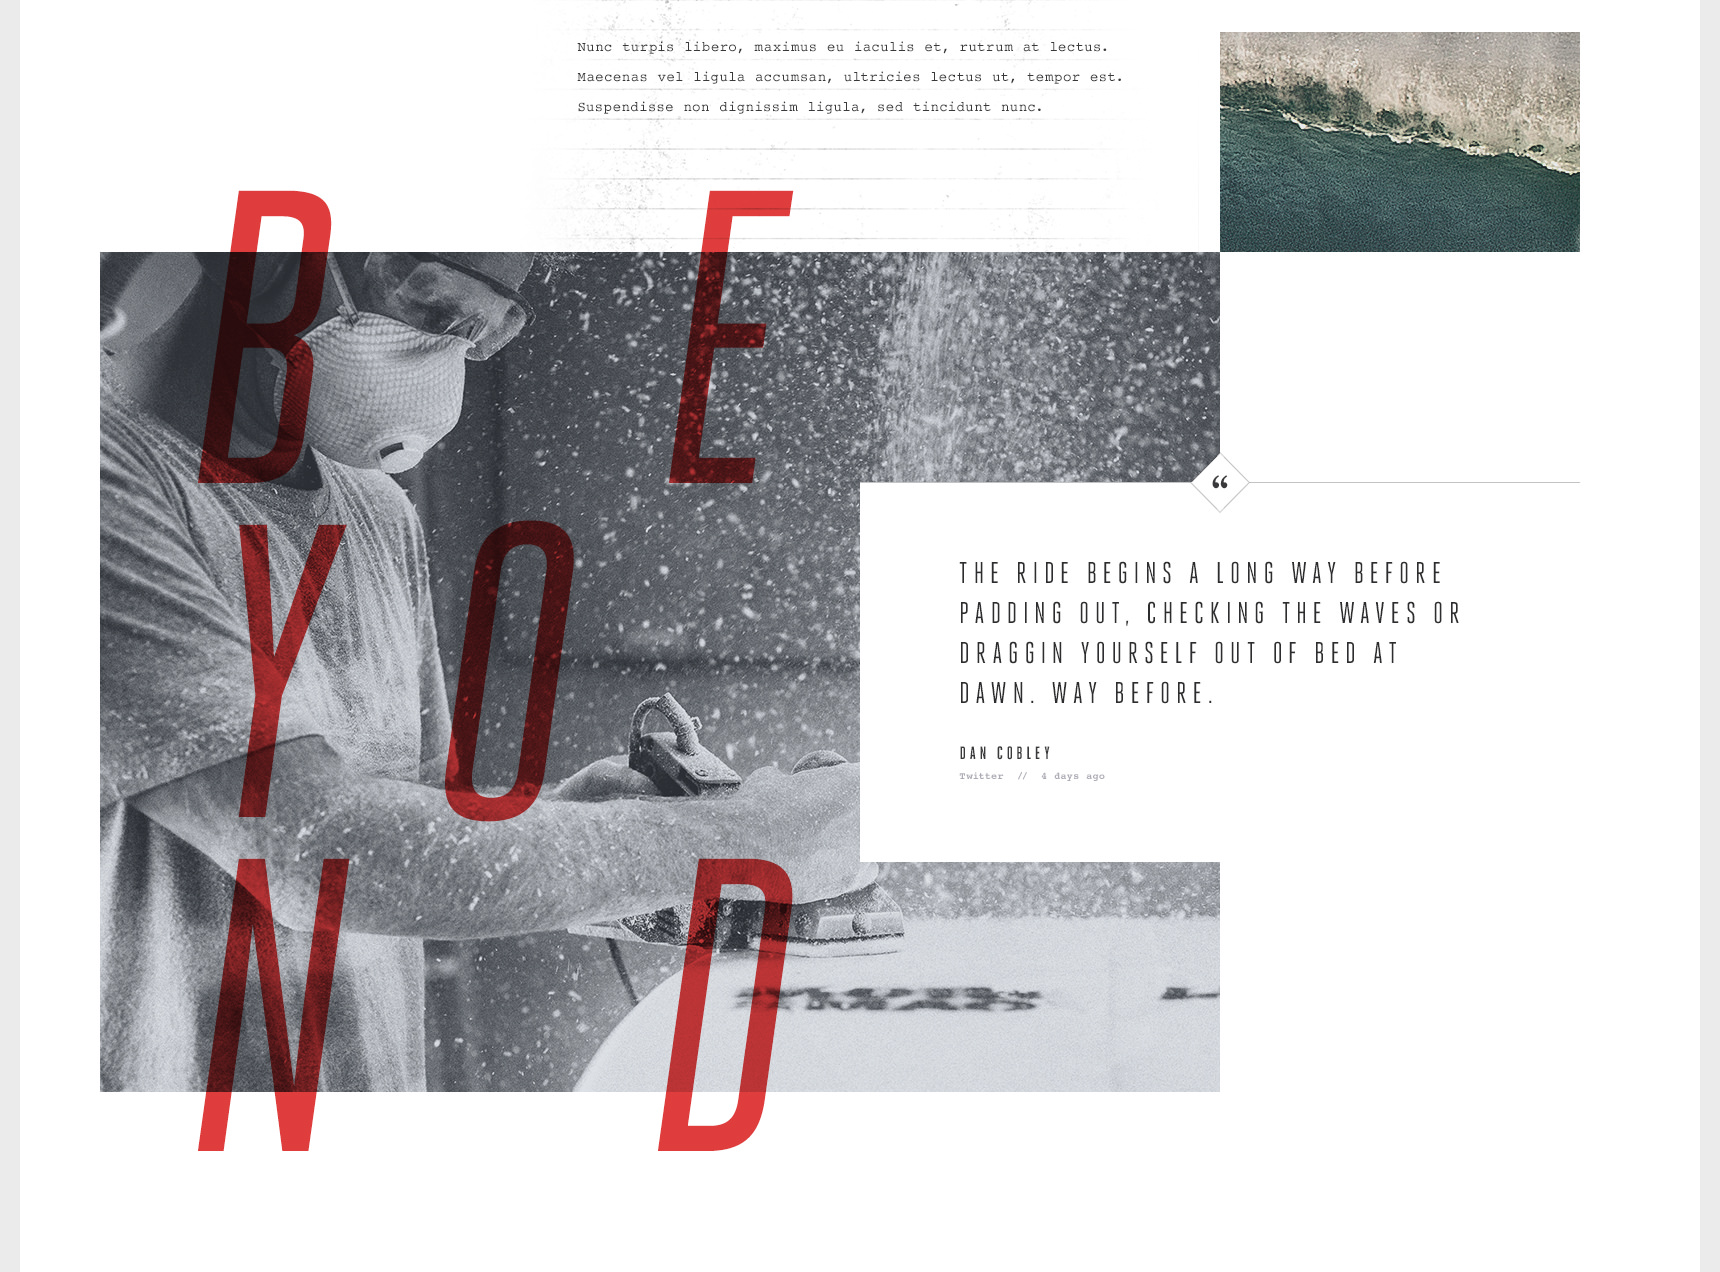 Nunc turpis libero, maximus eu iaculis et, rutrum at lectus.
Maecenas vel ligula accumsan, ultricies lectus ut, tempor est.
Suspendisse non dignissim ligula, sed tincidunt nunc.
B E
Y O
N D
“
THE RIDE BEGINS A LONG WAY BEFORE
PADDING OUT, CHECKING THE WAVES OR
DRAGGIN YOURSELF OUT OF BED AT
DAWN. WAY BEFORE.
DAN COBLEY
Twitter // 4 days ago